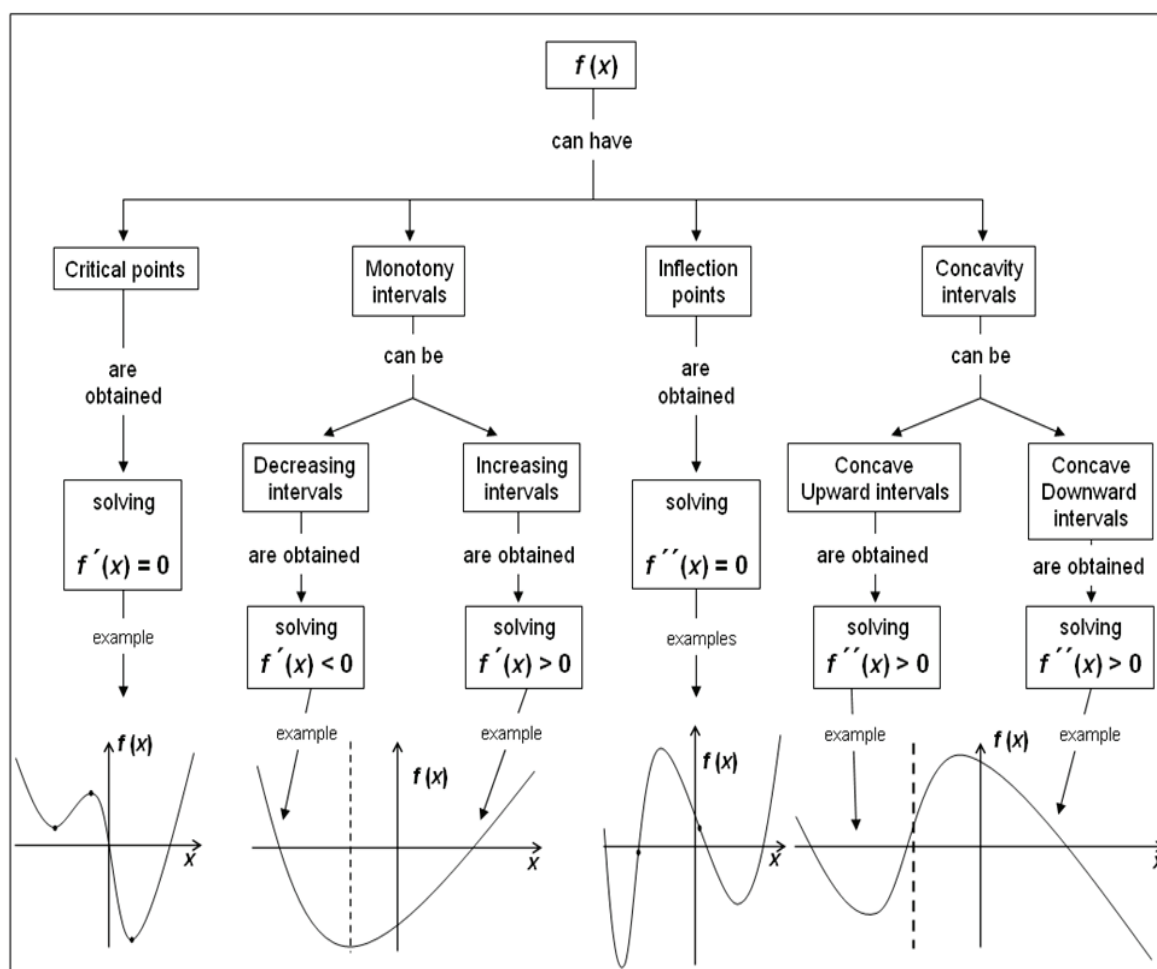 f (x)
can have
Critical points
Monotony
intervals
Inflection
points
Concavity
intervals
are
obtained
can be
are
obtained
can be
solving
f ´(x) = 0
Decreasing
intervals
Increasing
intervals
solving
f ´´(x) = 0
Concave
Upward intervals
Concave
Downward
intervals
are obtained
are obtained
are obtained
are obtained
example
solving
f ´(x) < 0
solving
f ´(x) > 0
examples
solving
f ´´(x) > 0
solving
f ´´(x) > 0
example
example
example
example
f (x)
x
f (x)
x
f (x)
x
f (x)
x